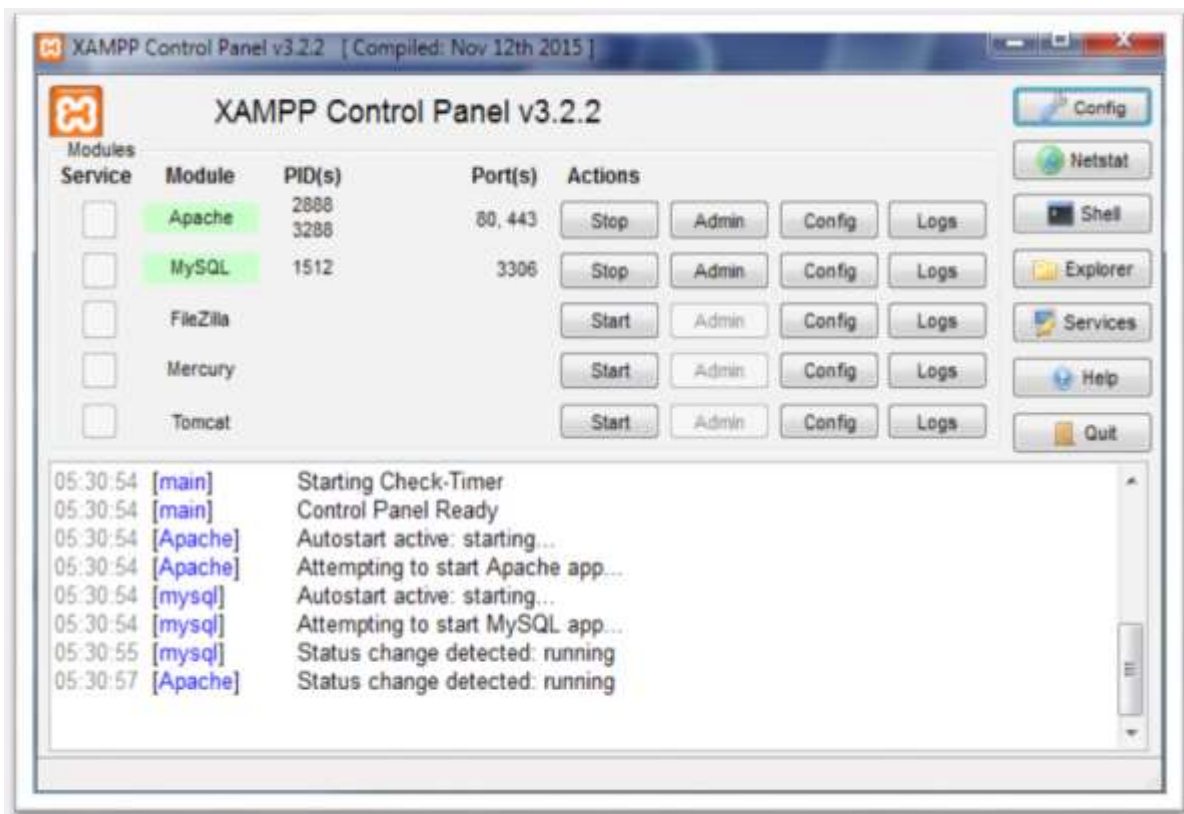 XAMPP Control Panel v3.2.2 [ Compiled: Nov 12th 2015 ]
XAMPP Control Panel v3.2.2
Config
Modules
Service Module PID(s) Port(s) Actions
Netstat
Apache 2888 3288 80, 443 Stop Admin Config Logs
Shell
MySQL 1512 3306 Stop Admin Config Logs
Explorer
FileZilla Start Admin Config Logs
Services
Mercury Start Admin Config Logs
Help
Tomcat Start Admin Config Logs
Quit
05:30:54 [main] Starting Check-Timer
05:30:54 [main] Control Panel Ready
05:30:54 [Apache] Autostart active: starting...
05:30:54 [Apache] Attempting to start Apache app...
05:30:54 [mysql] Autostart active: starting...
05:30:54 [mysql] Attempting to start MySQL app...
05:30:55 [mysql] Status change detected: running
05:30:57 [Apache] Status change detected: running